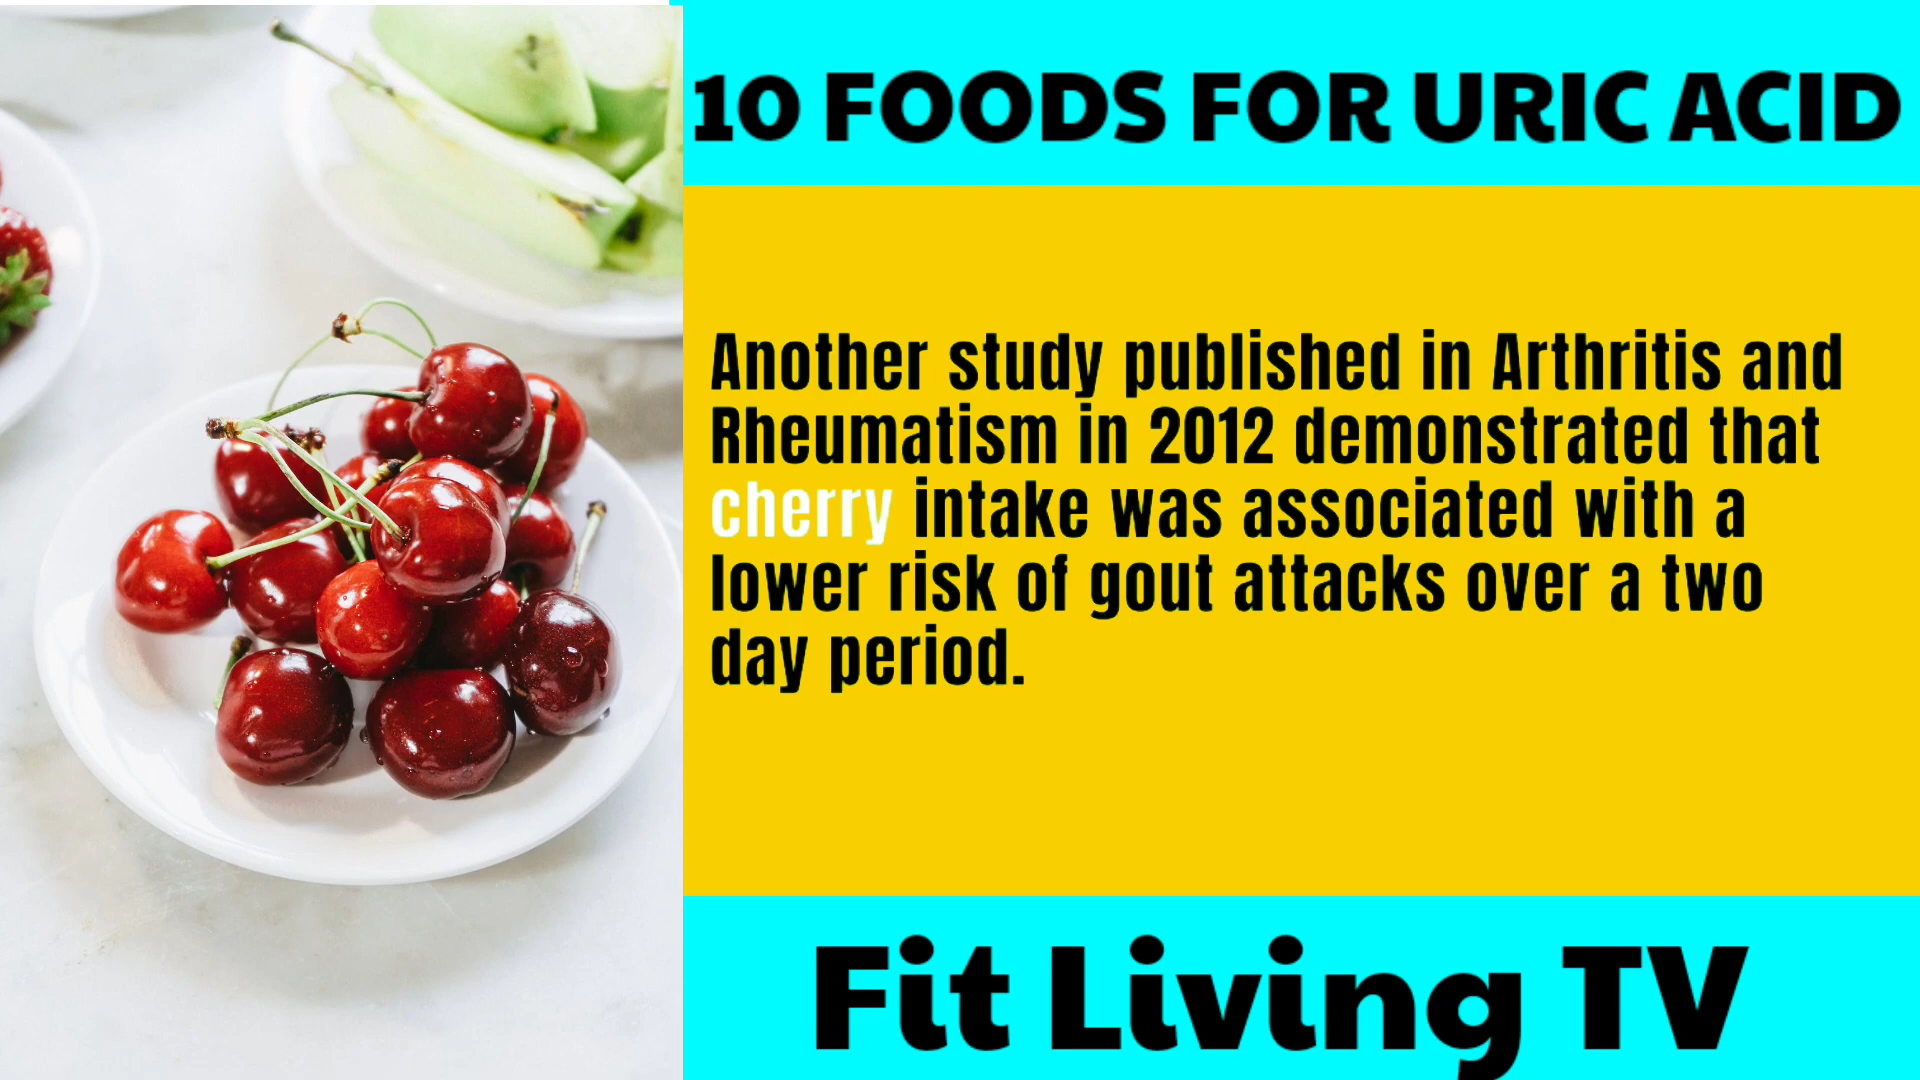 10 FOODS FOR URIC ACID
Another study published in Arthritis and
Rheumatism in 2012 demonstrated that
cherry intake was associated with a
lower risk of gout attacks over a two
day period.
Fit Living TV